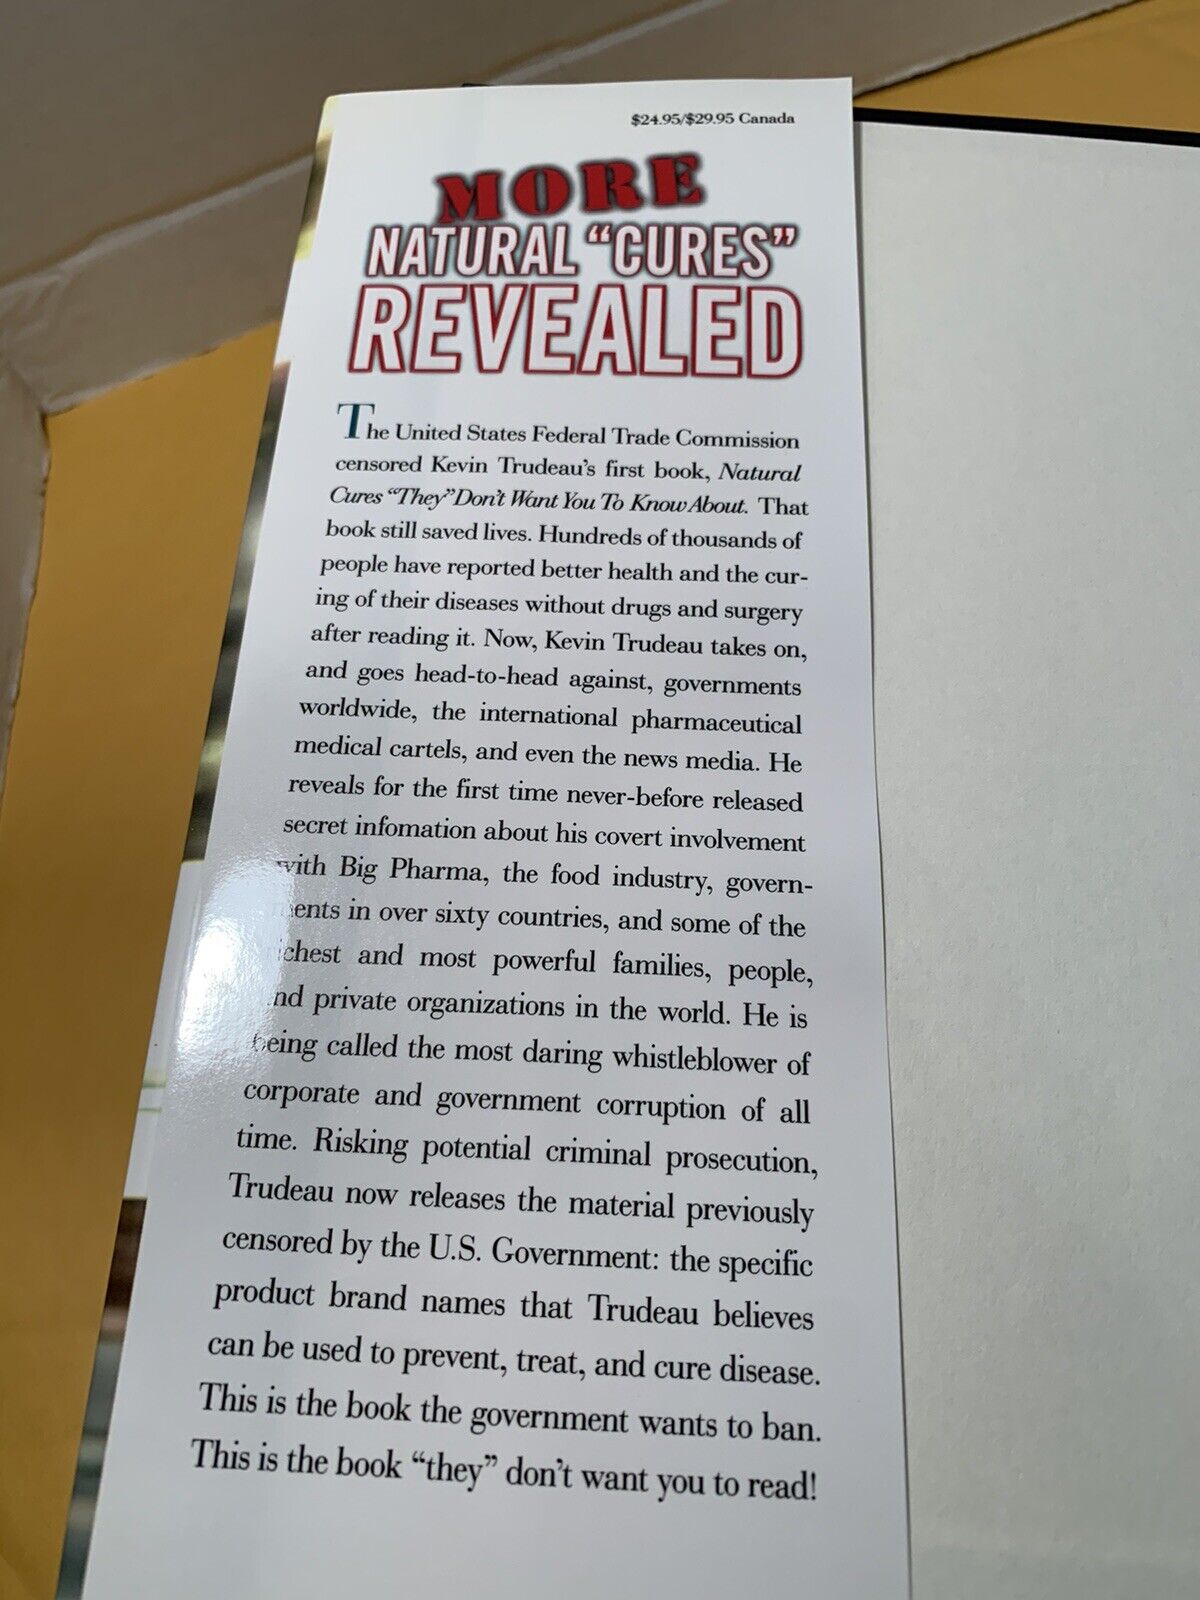 $24.95/$29.95 Canada
MORE
NATURAL “CURES”
REVEALED
The United States Federal Trade Commission
censored Kevin Trudeau’s first book, Natural
Cures “They” Don’t Want You To Know About. That
book still saved lives. Hundreds of thousands of
people have reported better health and the cur-
ing of their diseases without drugs and surgery
after reading it. Now, Kevin Trudeau takes on,
and goes head-to-head against, governments
worldwide, the international pharmaceutical
medical cartels, and even the news media. He
reveals for the first time never-before released
secret infomation about his covert involvement
with Big Pharma, the food industry, govern-
ments in over sixty countries, and some of the
richest and most powerful families, people,
and private organizations in the world. He is
being called the most daring whistleblower of
corporate and government corruption of all
time. Risking potential criminal prosecution,
Trudeau now releases the material previously
censored by the U.S. Government: the specific
product brand names that Trudeau believes
can be used to prevent, treat, and cure disease.
This is the book the government wants to ban.
This is the book “they” don’t want you to read!